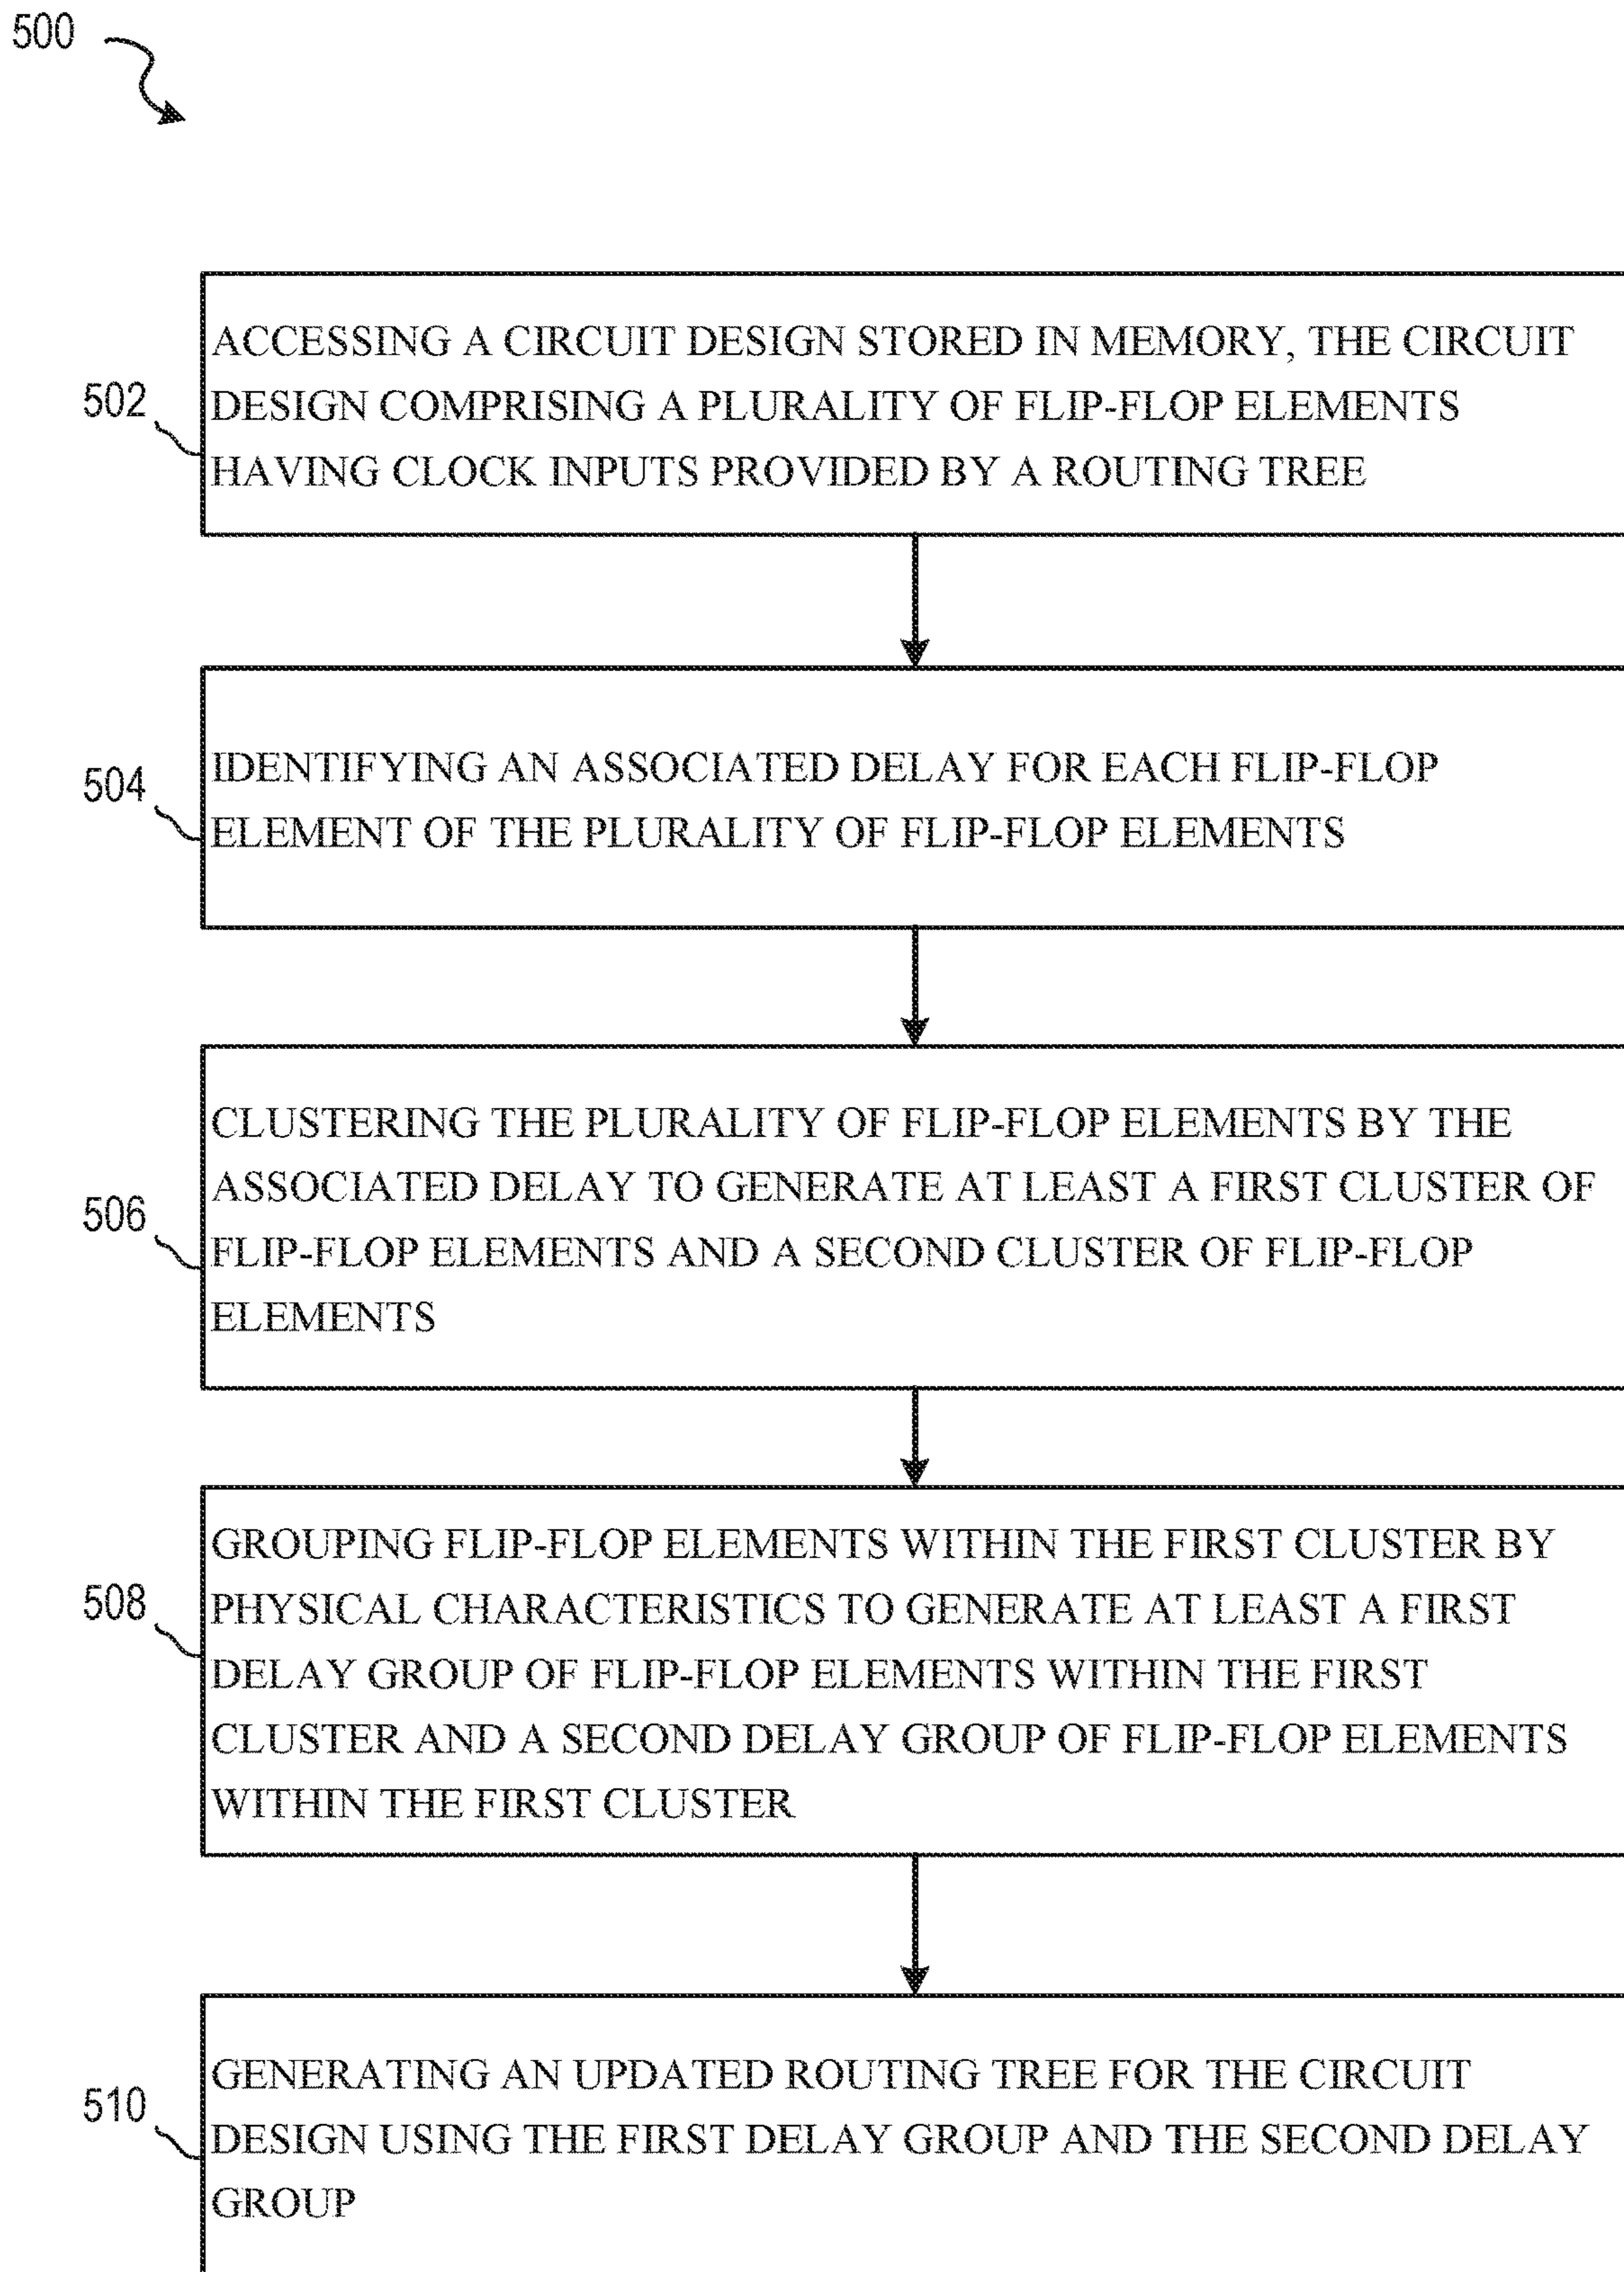 500
ACCESSING A CIRCUIT DESIGN STORED IN MEMORY, THE CIRCUIT
DESIGN COMPRISING A PLURALITY OF FLIP-FLOP ELEMENTS
HAVING CLOCK INPUTS PROVIDED BY A ROUTING TREE
502
IDENTIFYING AN ASSOCIATED DELAY FOR EACH FLIP-FLOP
ELEMENT OF THE PLURALITY OF FLIP-FLOP ELEMENTS
504
CLUSTERING THE PLURALITY OF FLIP-FLOP ELEMENTS BY THE
ASSOCIATED DELAY TO GENERATE AT LEAST A FIRST CLUSTER OF
FLIP-FLOP ELEMENTS AND A SECOND CLUSTER OF FLIP-FLOP
ELEMENTS
506
GROUPING FLIP-FLOP ELEMENTS WITHIN THE FIRST CLUSTER BY
PHYSICAL CHARACTERISTICS TO GENERATE AT LEAST A FIRST
DELAY GROUP OF FLIP-FLOP ELEMENTS WITHIN THE FIRST
CLUSTER AND A SECOND DELAY GROUP OF FLIP-FLOP ELEMENTS
WITHIN THE FIRST CLUSTER
508
GENERATING AN UPDATED ROUTING TREE FOR THE CIRCUIT
DESIGN USING THE FIRST DELAY GROUP AND THE SECOND DELAY
GROUP
510